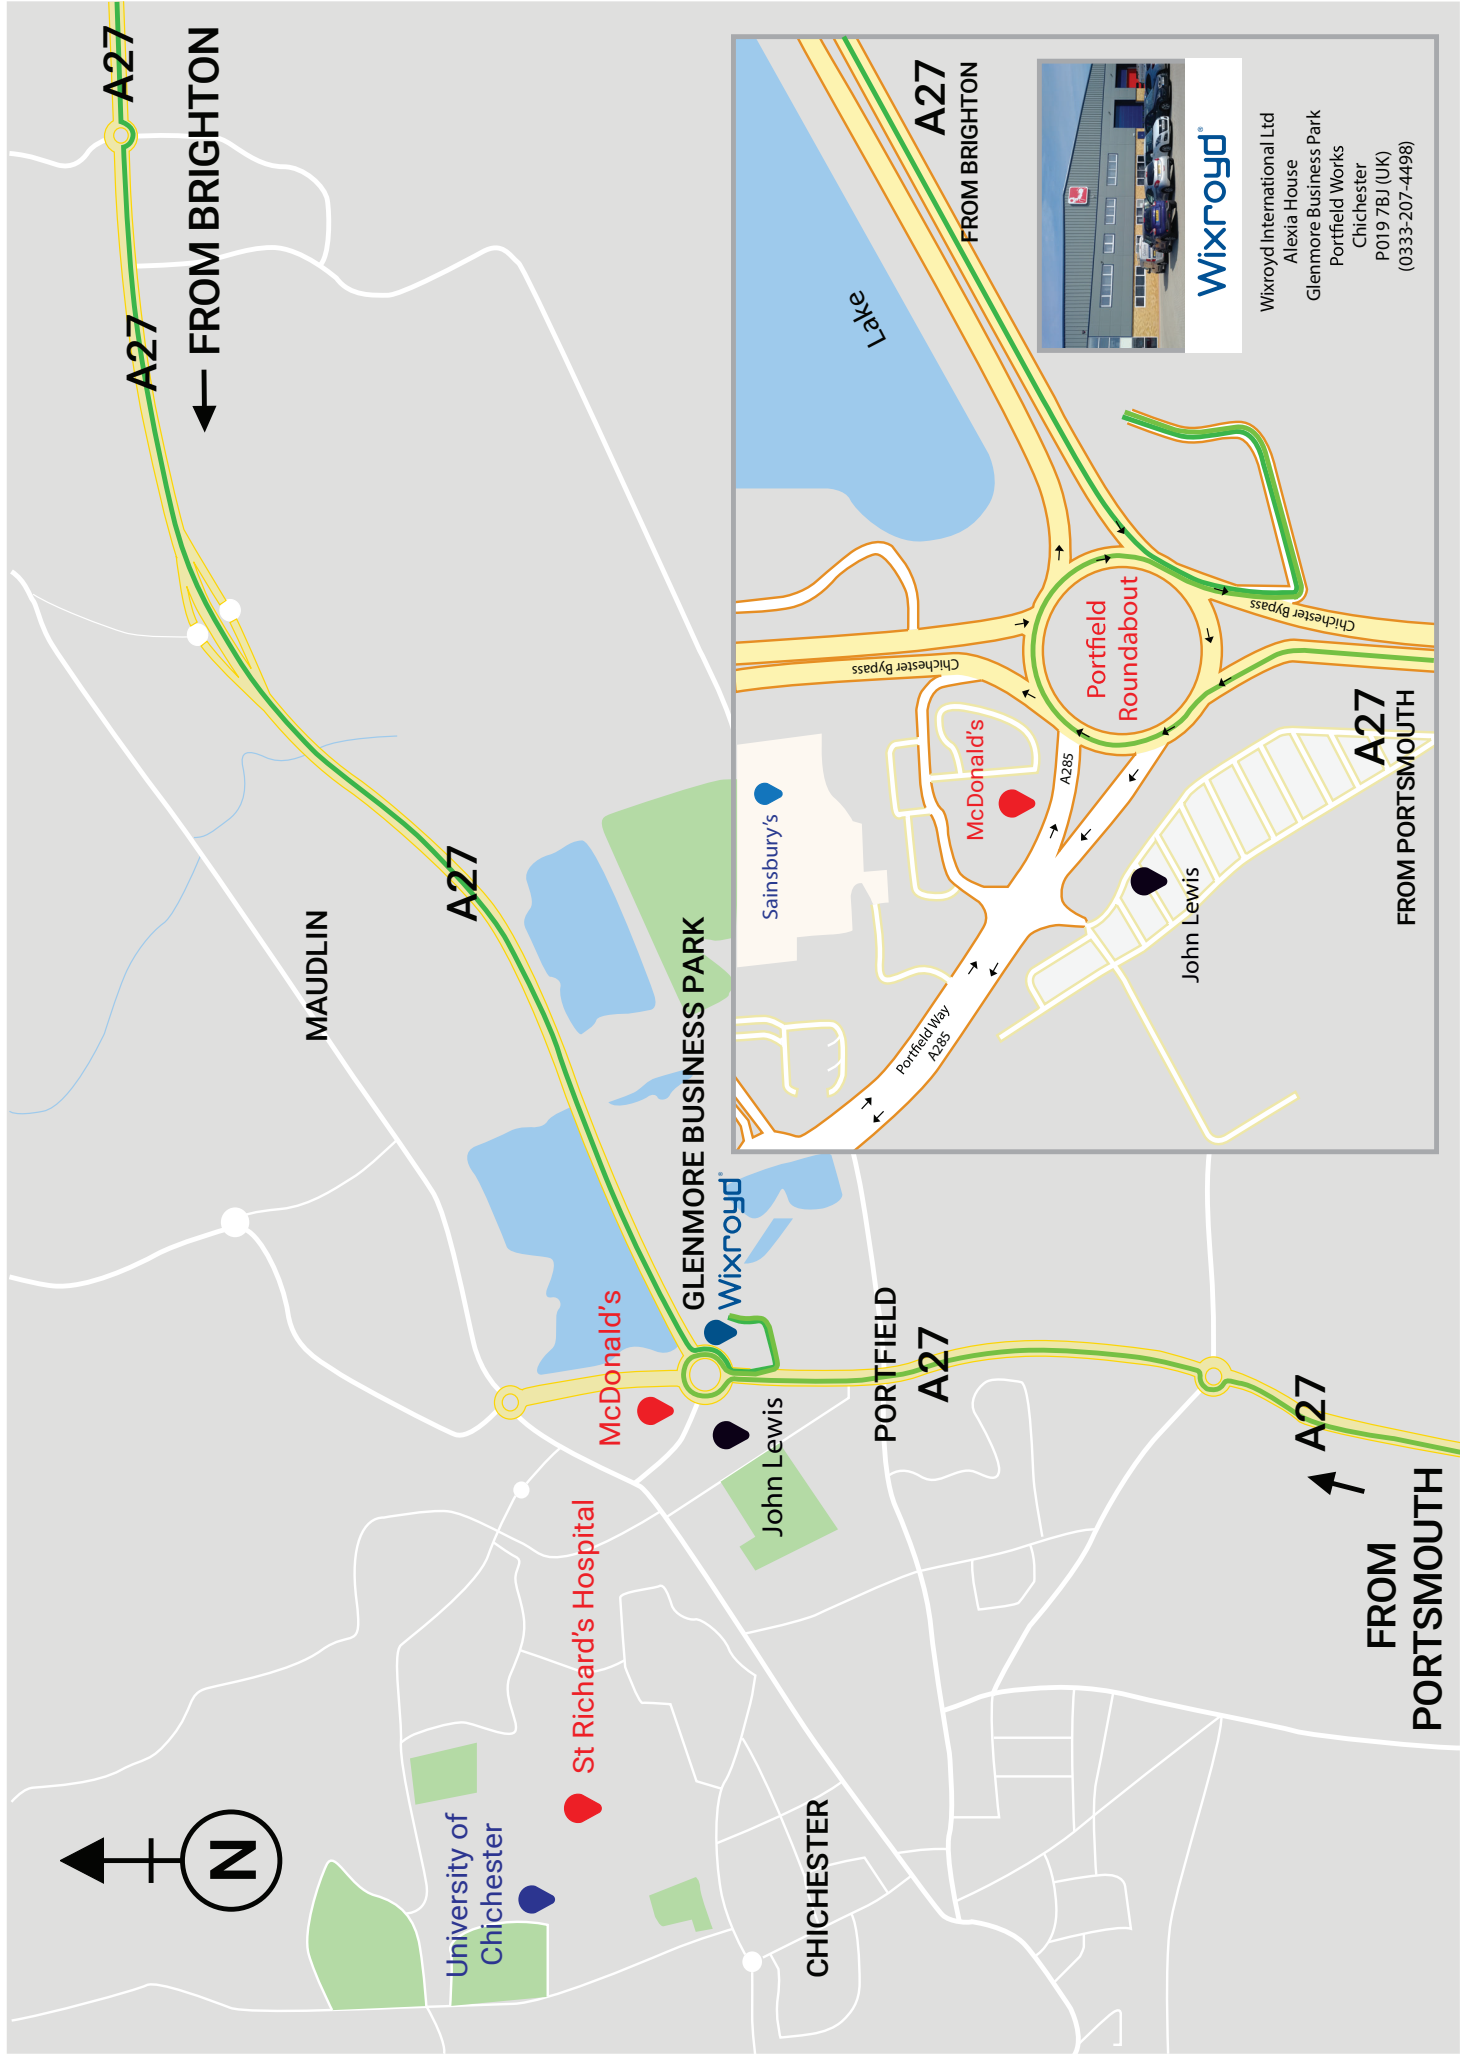 A27
A27
FROM BRIGHTON
N
MAUDLIN
University of
Chichester
A27
St Richard's Hospital
McDonald's
GLENMORE BUSINESS PARK
Wixroyd®
John Lewis
CHICHESTER
PORTFIELD
A27
A27
FROM
PORTSMOUTH
Sainsbury's
Lake
Chichester Bypass
A27
FROM BRIGHTON
McDonald's
Portfield Way
A285
A285
Portfield
Roundabout
John Lewis
Chichester Bypass
A27
FROM PORTSMOUTH
Wixroyd®
Wixroyd International Ltd
Alexia House
Glenmore Business Park
Portfield Works
Chichester
P019 7BJ (UK)
(0333-207-4498)